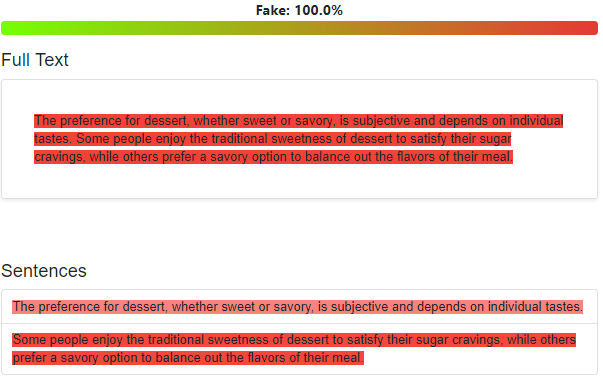 Fake: 100.0%
Full Text
The preference for dessert, whether sweet or savory, is subjective and depends on individual
tastes. Some people enjoy the traditional sweetness of dessert to satisfy their sugar
cravings, while others prefer a savory option to balance out the flavors of their meal.
Sentences
The preference for dessert, whether sweet or savory, is subjective and depends on individual tastes.
Some people enjoy the traditional sweetness of dessert to satisfy their sugar cravings, while others
prefer a savory option to balance out the flavors of their meal.